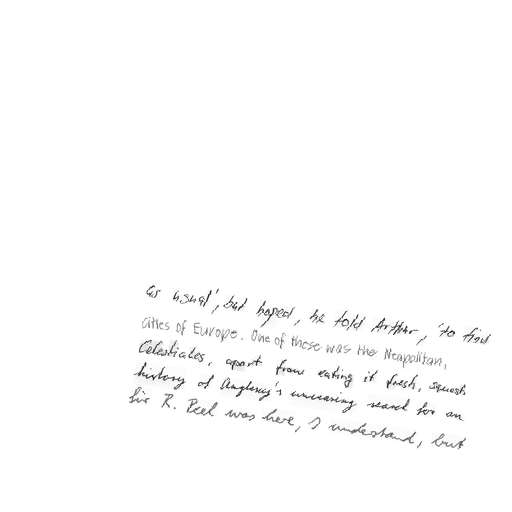 as usual', but hoped, he told Arthur, 'to find
cities of Europe. One of these was the Neapolitan,
Celestiales, apart from eating it fresh, squash
history of Anglesey's unceasing search for an
Sir R. Peel was here, I understand, but